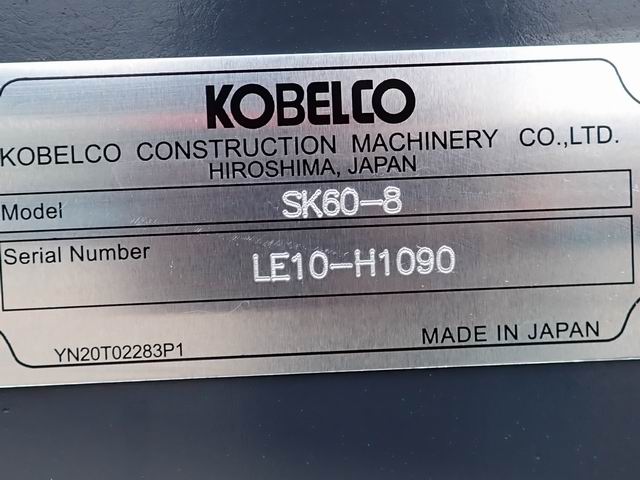 KOBELCO
KOBELCO CONSTRUCTION MACHINERY CO.,LTD.
HIROSHIMA, JAPAN
Model SK60-8
Serial Number LE10-H1090
YN20T02283P1 MADE IN JAPAN